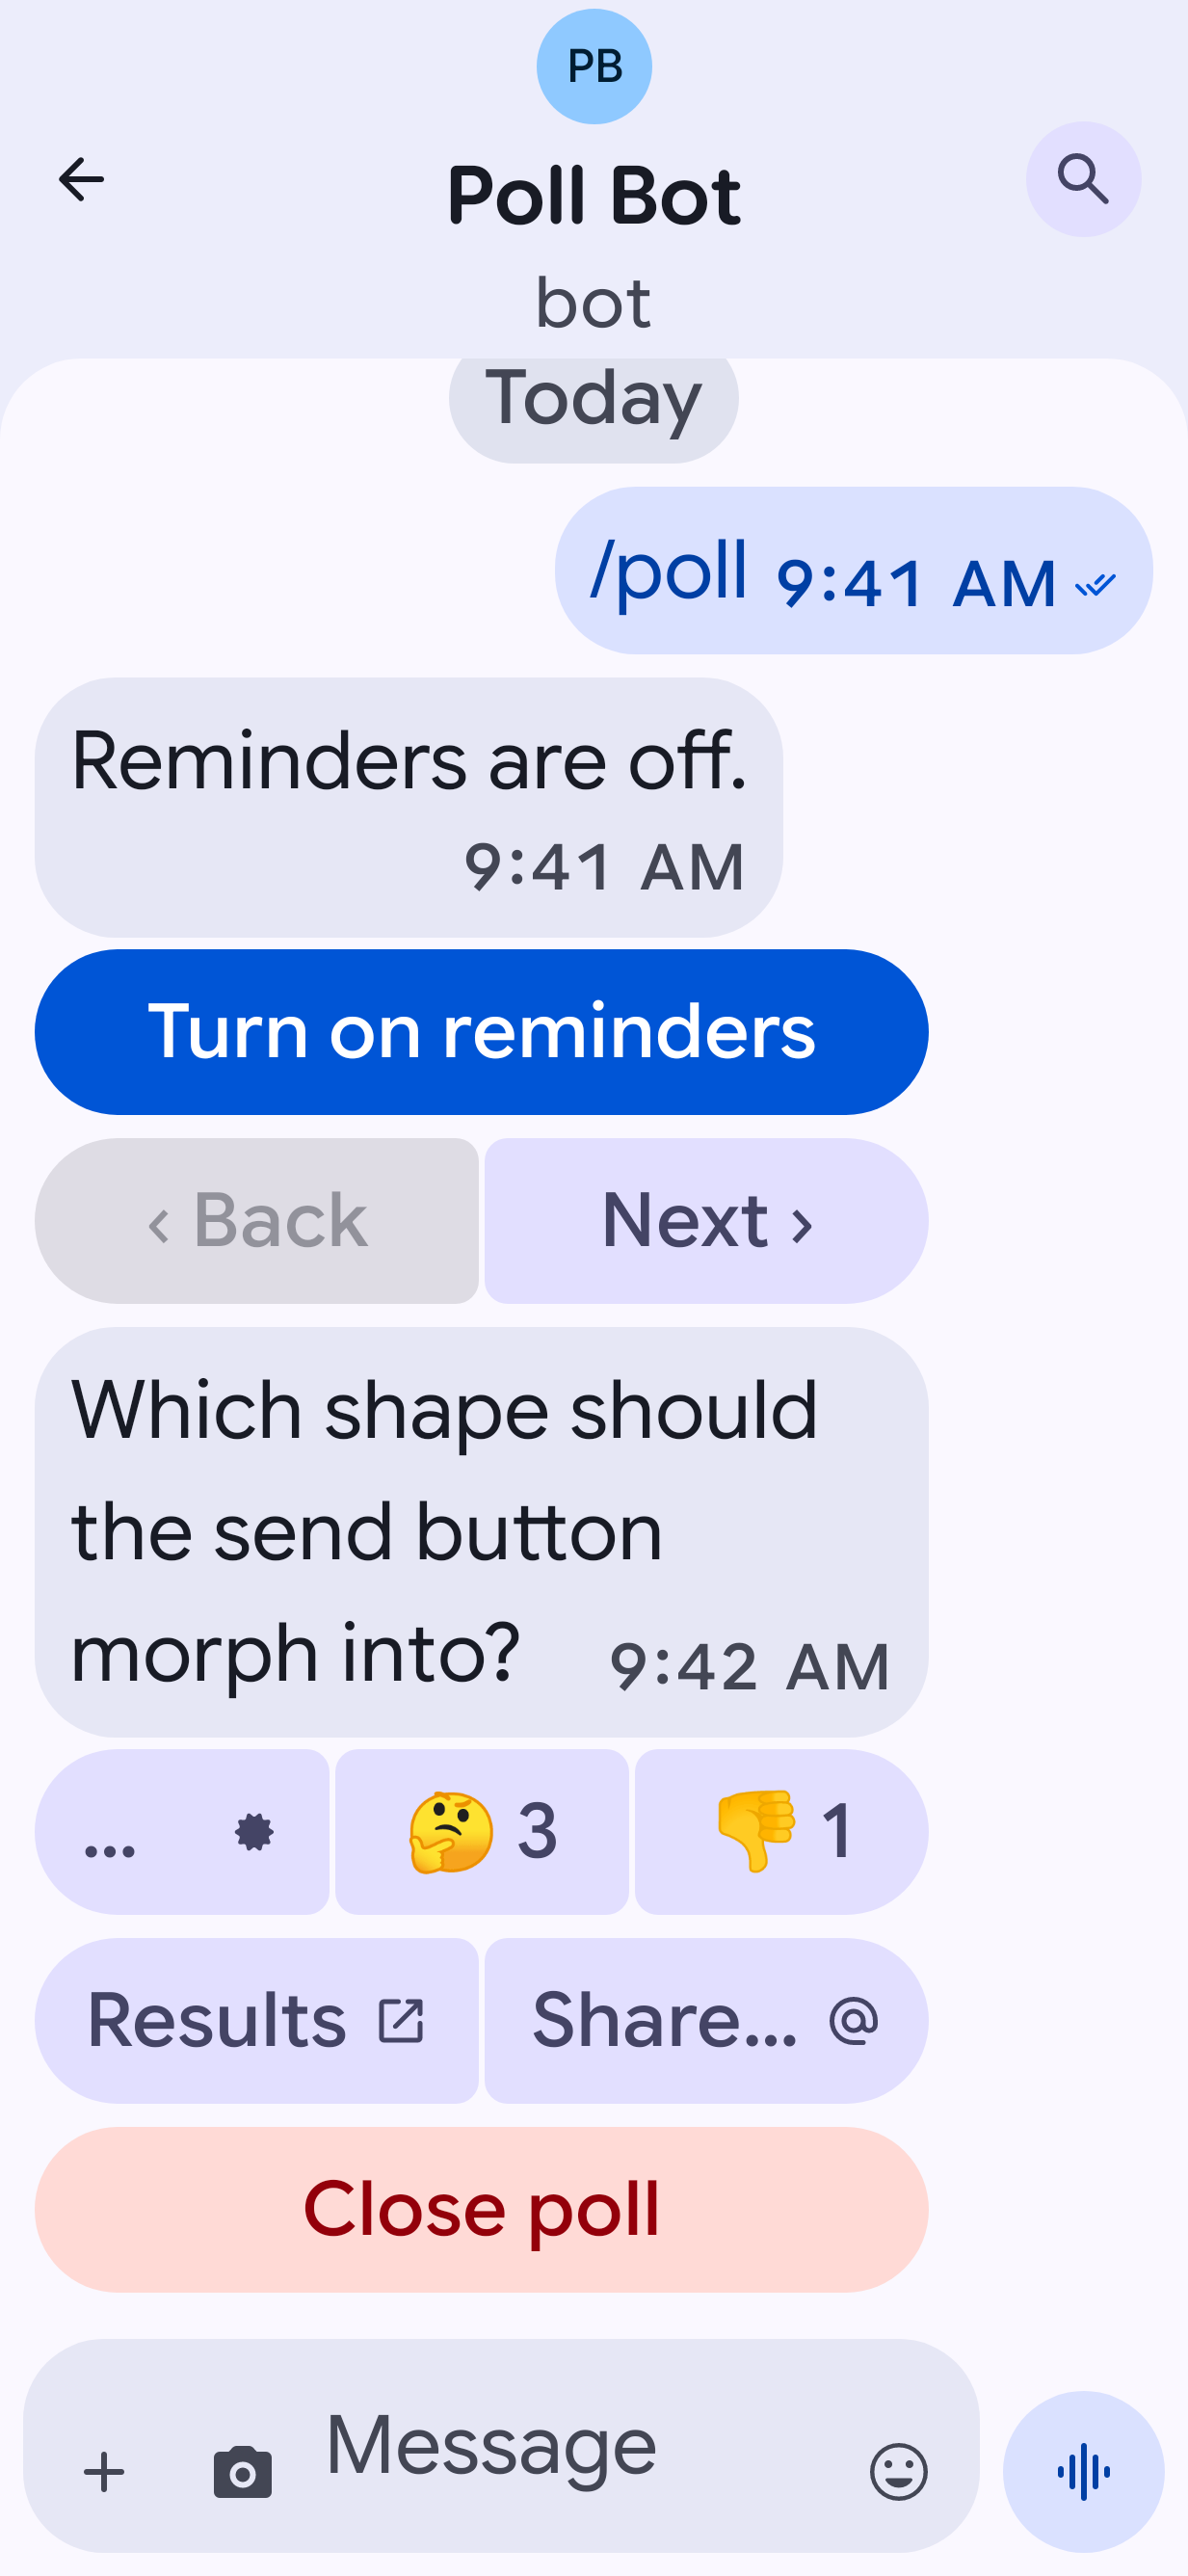 PB
Poll Bot
bot
Today
/poll 9:41 AM
Reminders are off.
9:41 AM
Turn on reminders
‹ Back
Next ›
Which shape should
the send button
morph into? 9:42 AM
...
🤔 3
👎 1
Results
Share...
Close poll
Message